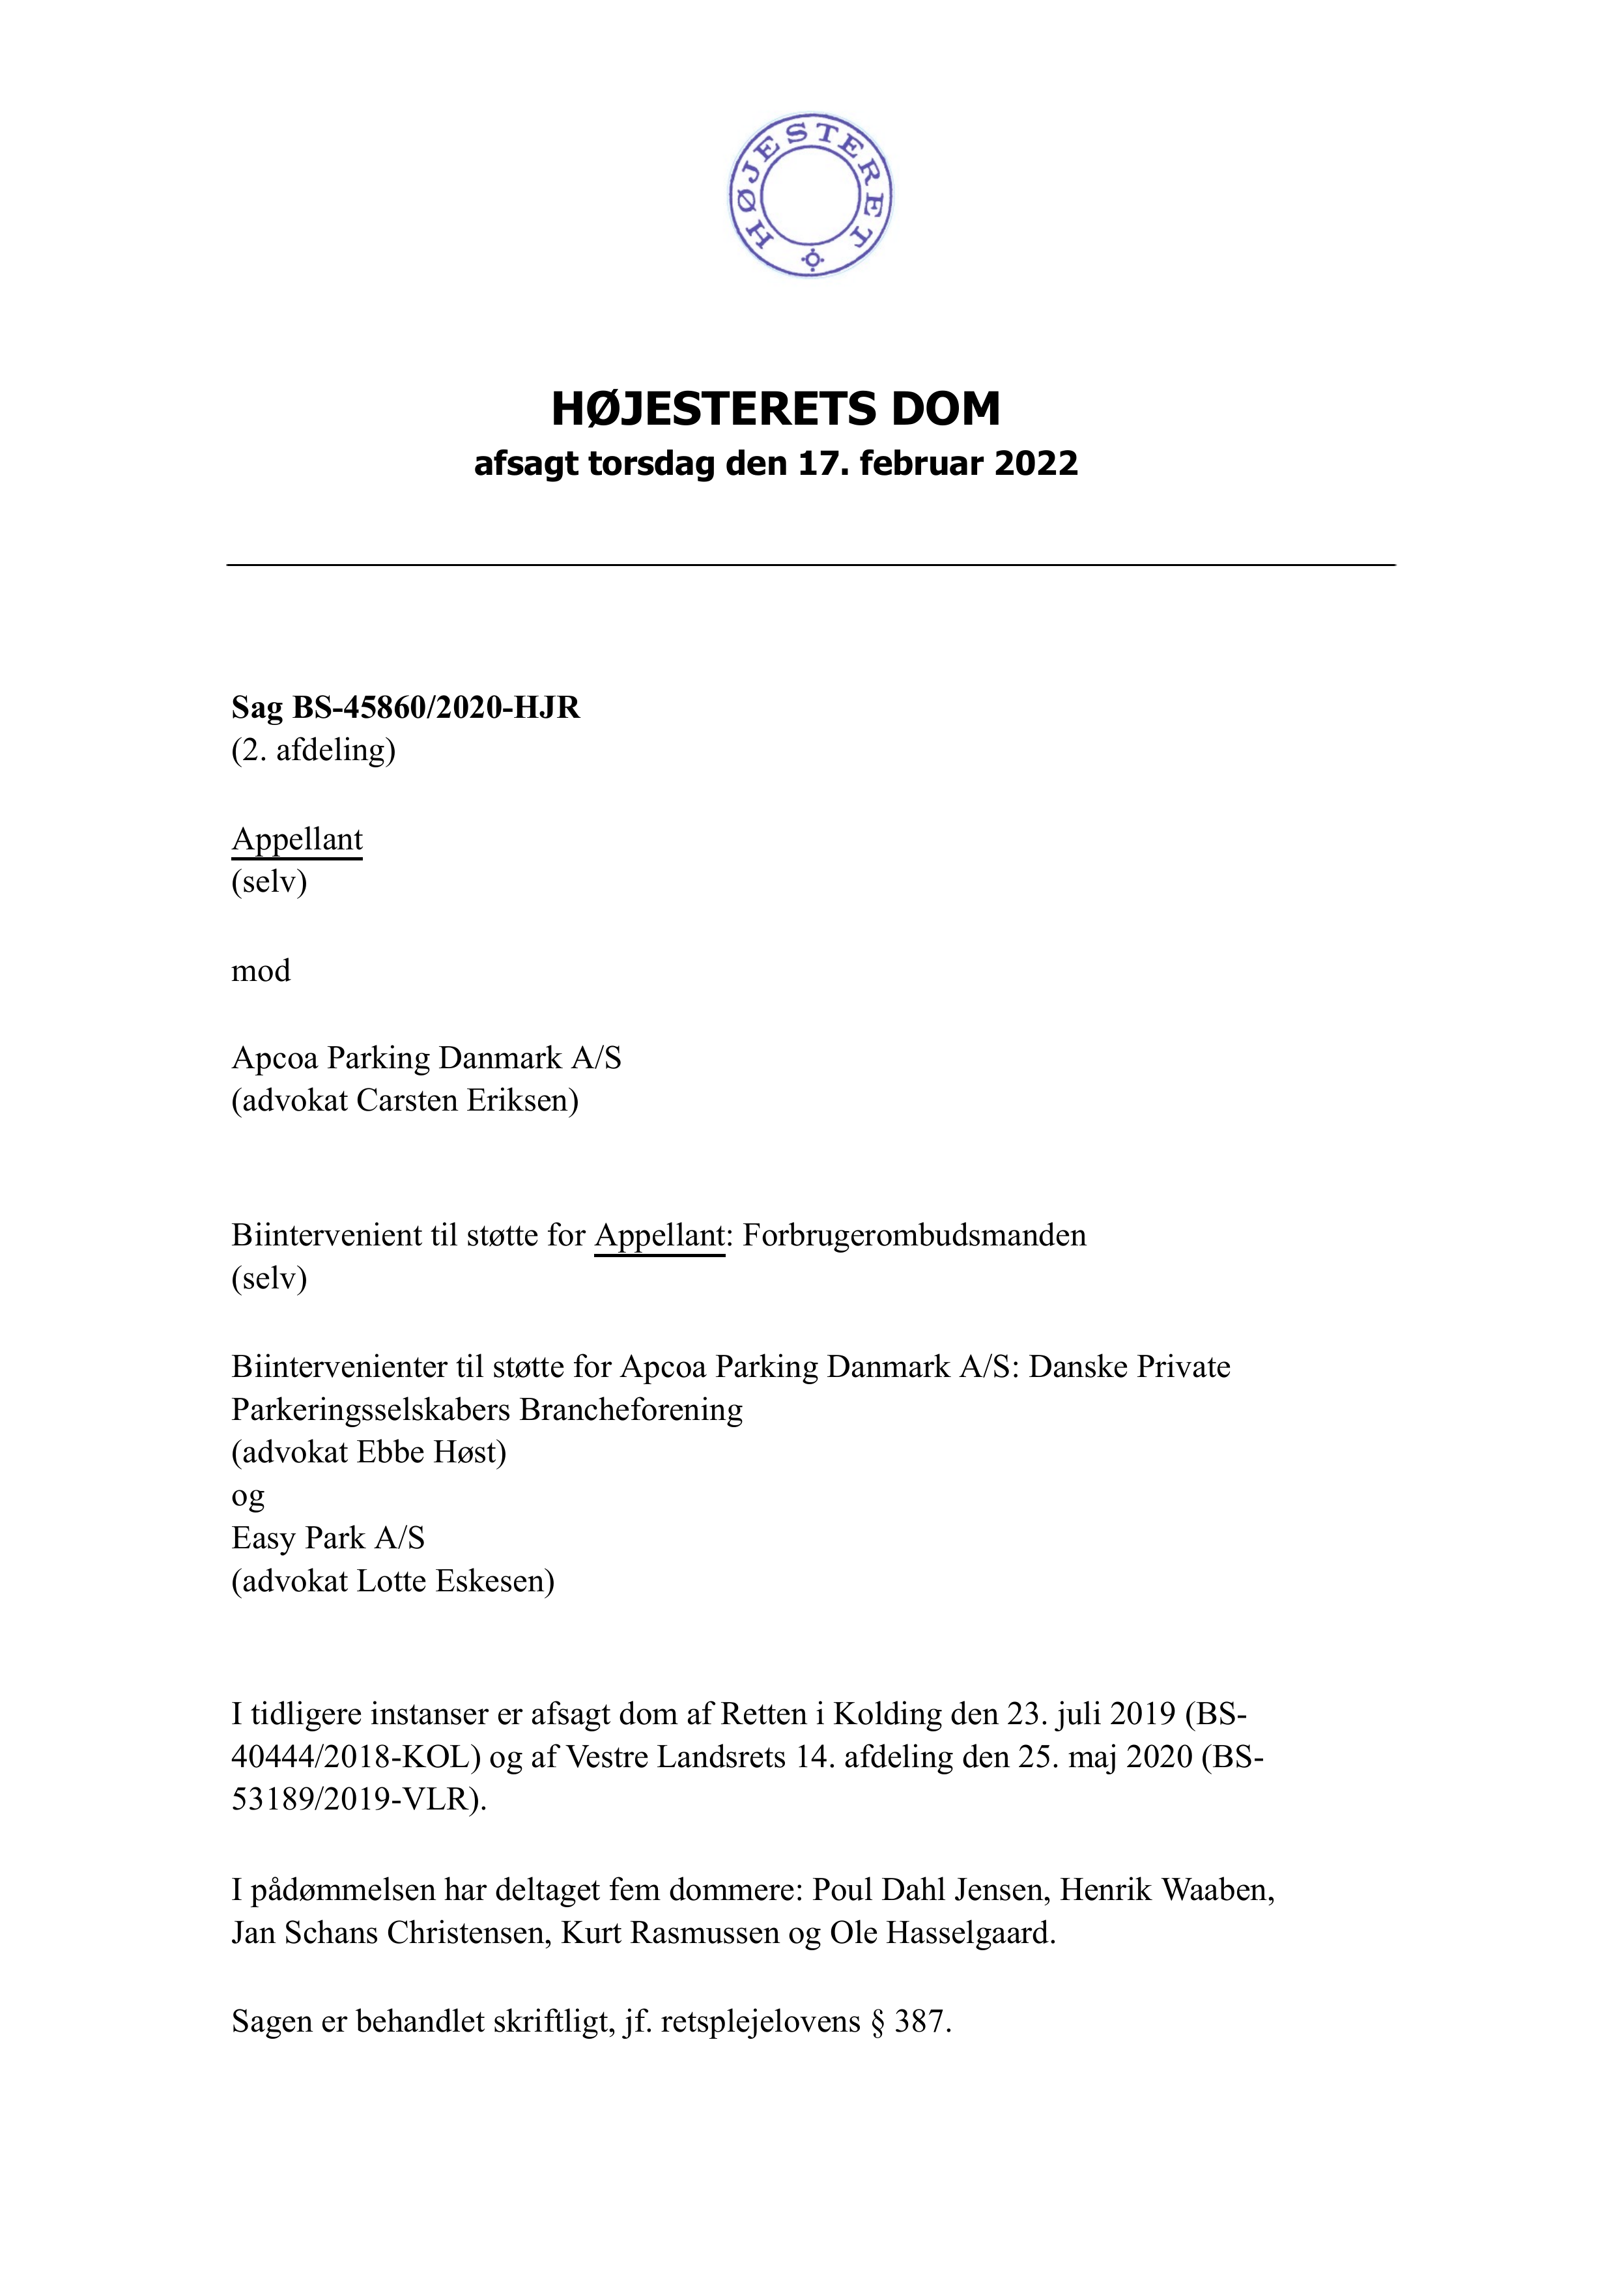 HØJESTERET
HØJESTERETS DOM
afsagt torsdag den 17. februar 2022
Sag BS-45860/2020-HJR
(2. afdeling)
Appellant
(selv)
mod
Apcoa Parking Danmark A/S
(advokat Carsten Eriksen)
Biintervenient til støtte for Appellant: Forbrugerombudsmanden
(selv)
Biintervenienter til støtte for Apcoa Parking Danmark A/S: Danske Private
Parkeringsselskabers Brancheforening
(advokat Ebbe Høst)
og
Easy Park A/S
(advokat Lotte Eskesen)
I tidligere instanser er afsagt dom af Retten i Kolding den 23. juli 2019 (BS-
40444/2018-KOL) og af Vestre Landsrets 14. afdeling den 25. maj 2020 (BS-
53189/2019-VLR).
I pådømmelsen har deltaget fem dommere: Poul Dahl Jensen, Henrik Waaben,
Jan Schans Christensen, Kurt Rasmussen og Ole Hasselgaard.
Sagen er behandlet skriftligt, jf. retsplejelovens § 387.